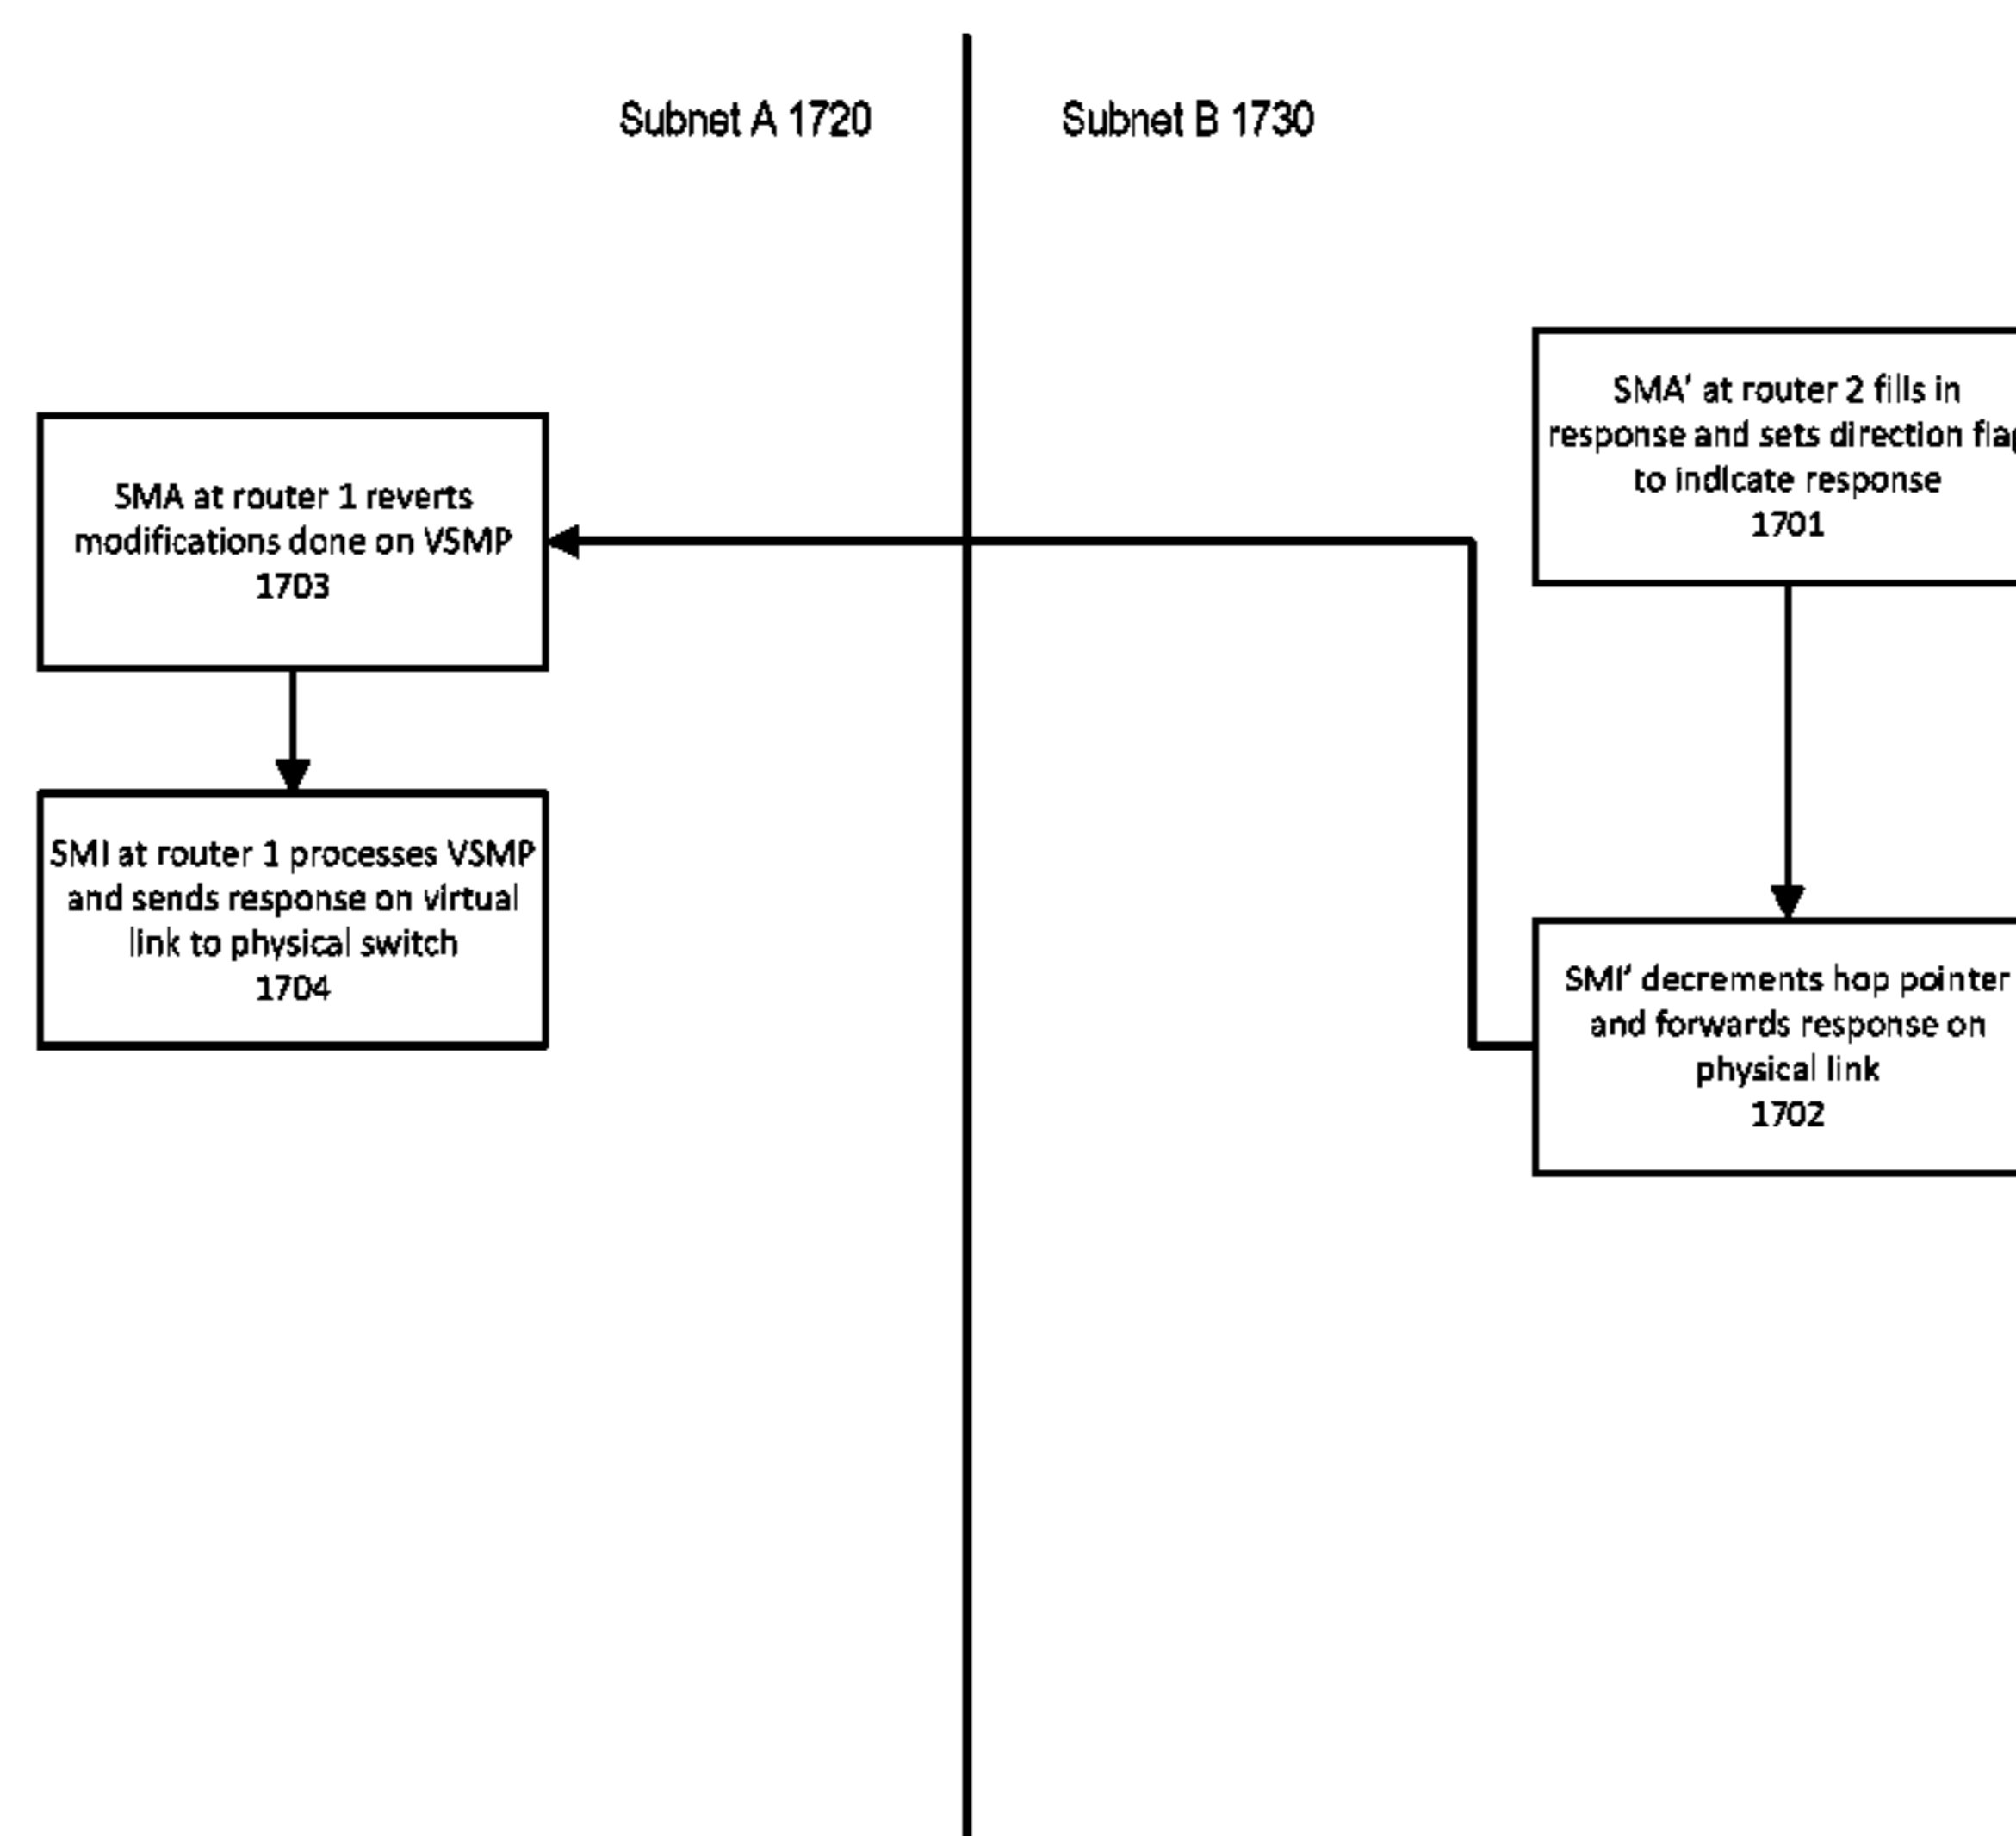 Subnet A 1720
Subnet B 1730
SMA' at router 2 fills in
response and sets direction
to indicate response
1701
SMA at router 1 reverts
modifications done on VSMP
1703
SMI at router 1 processes VSMP
and sends response on virtual
link to physical switch
1704
SMI' decrements hop pointer
and forwards response on
physical link
1702